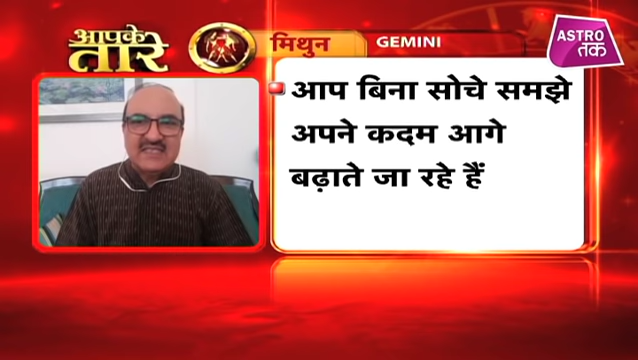 आपके
तारे
मिथुन
GEMINI
ASTRO
तक
आप बिना सोचे समझे
अपने कदम आगे
बढ़ाते जा रहे हैं